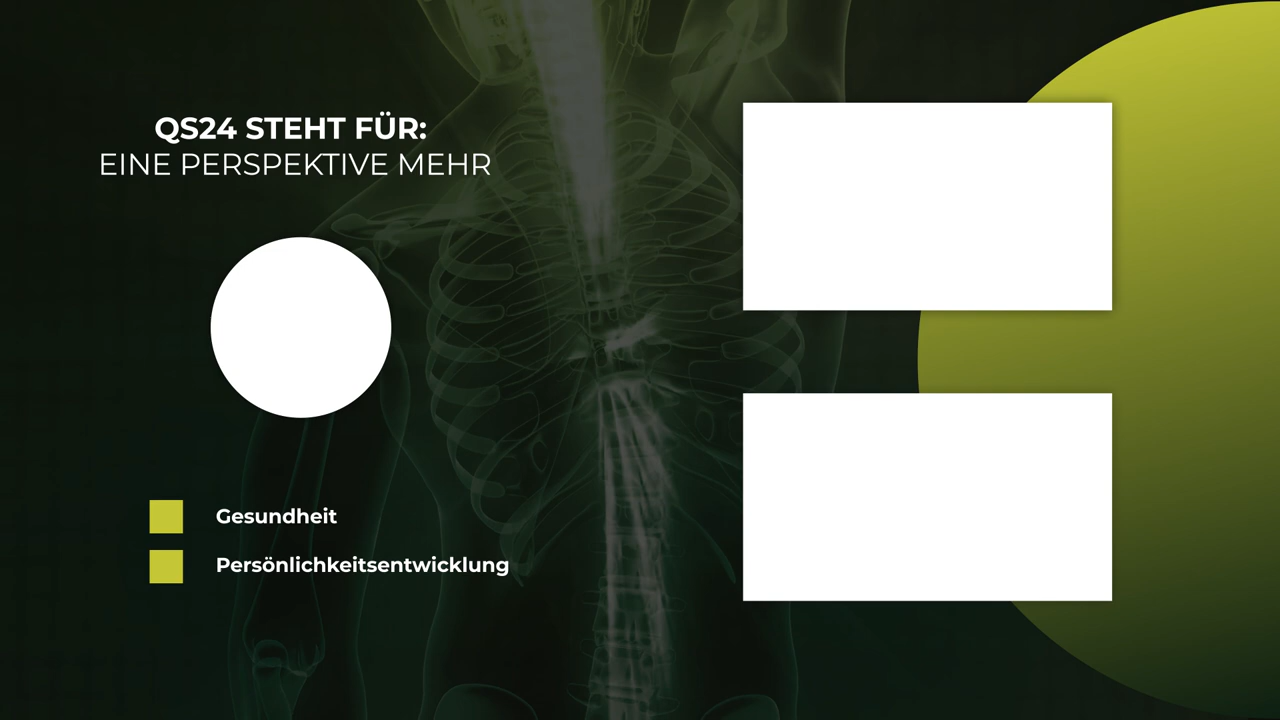 QS24 STEHT FÜR:
EINE PERSPEKTIVE MEHR
Gesundheit
Persönlichkeitsentwicklung